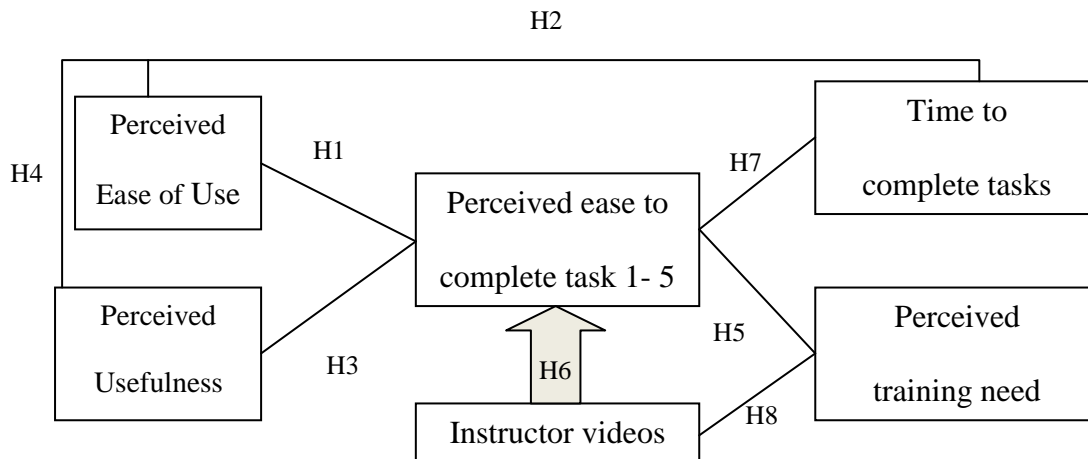 H2
Perceived
Ease of Use
H1
H4
Time to
complete tasks
H7
Perceived ease to
complete task 1- 5
Perceived
Usefulness
H3
H6
H5
Perceived
training need
H8
Instructor videos